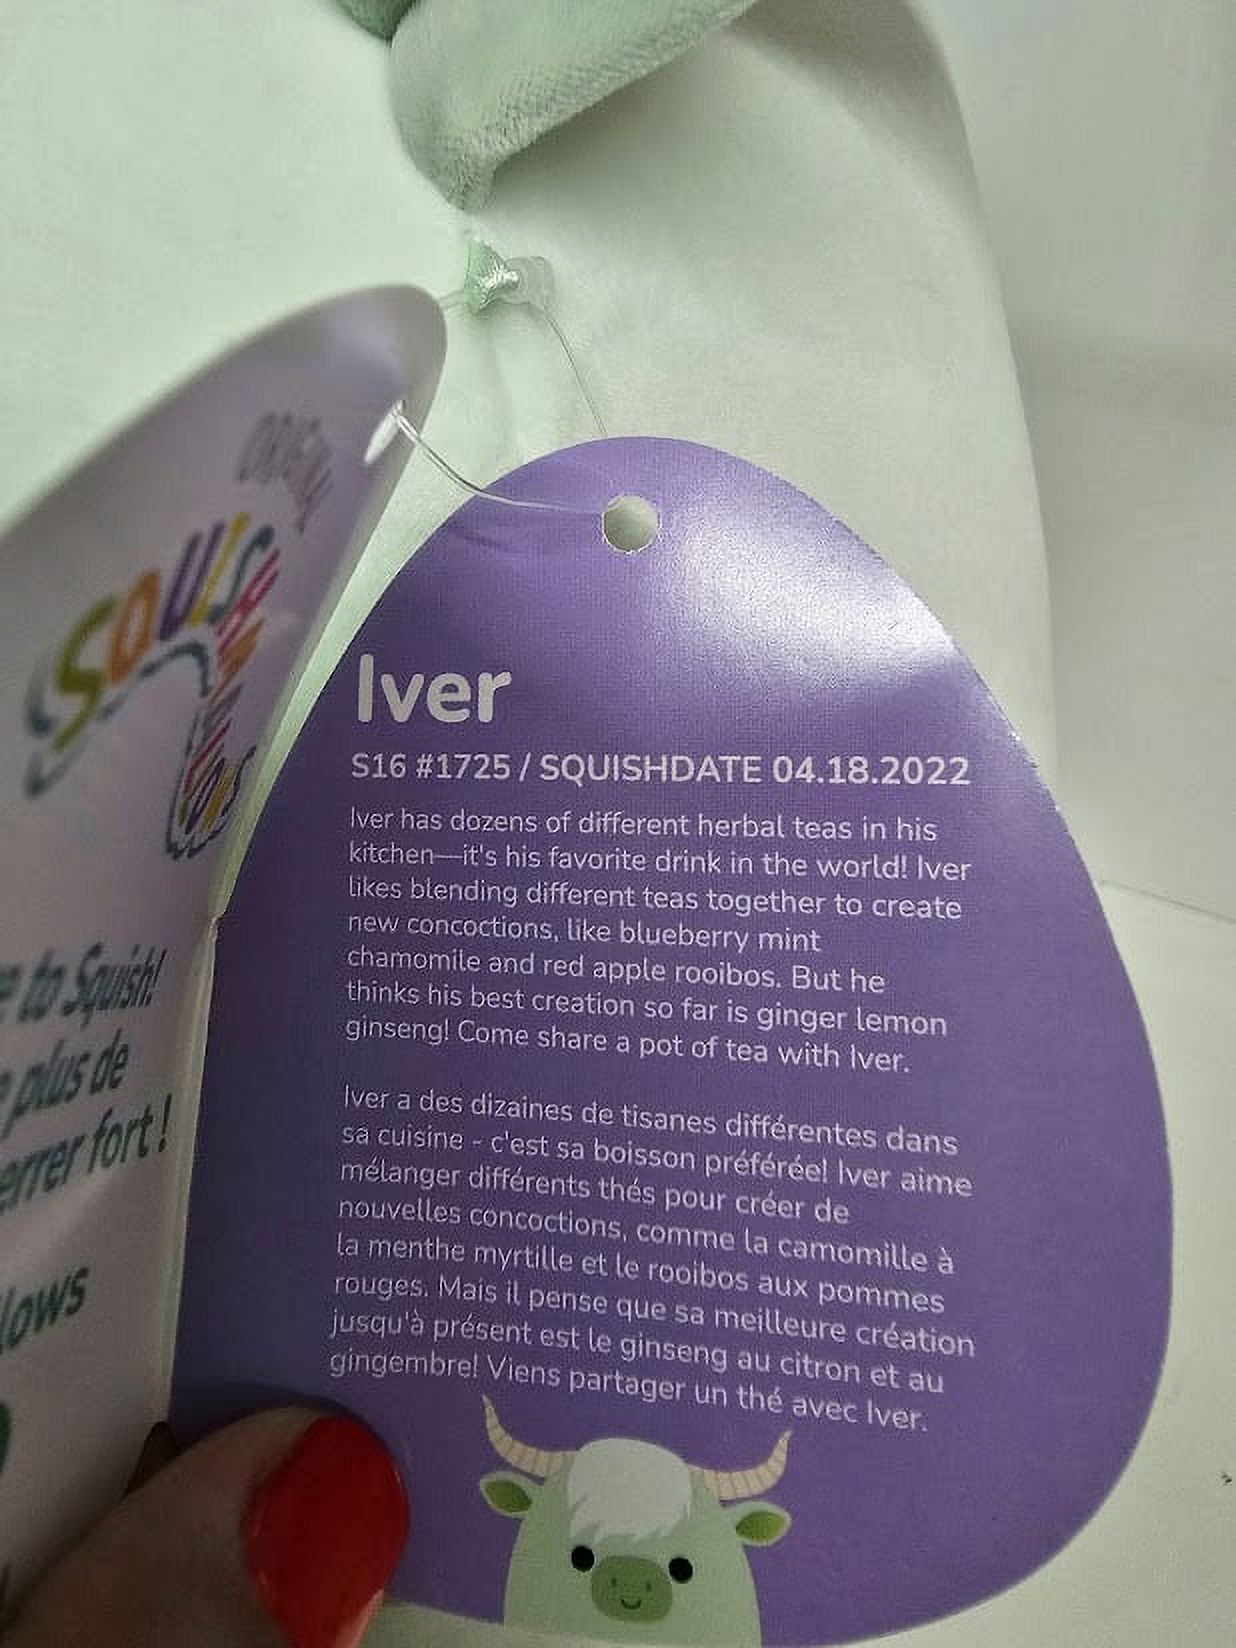 ORIGINAL
SQUISHMALLOWS
e to Squish!
plus de
errer fort !
lows
Iver
S16 #1725 / SQUISHDATE 04.18.2022
Iver has dozens of different herbal teas in his
kitchen—it's his favorite drink in the world! Iver
likes blending different teas together to create
new concoctions, like blueberry mint
chamomile and red apple rooibos. But he
thinks his best creation so far is ginger lemon
ginseng! Come share a pot of tea with Iver.
Iver a des dizaines de tisanes différentes dans
sa cuisine - c'est sa boisson préférée! Iver aime
mélanger différents thés pour créer de
nouvelles concoctions, comme la camomille à
la menthe myrtille et le rooibos aux pommes
rouges. Mais il pense que sa meilleure création
jusqu'à présent est le ginseng au citron et au
gingembre! Viens partager un thé avec Iver.